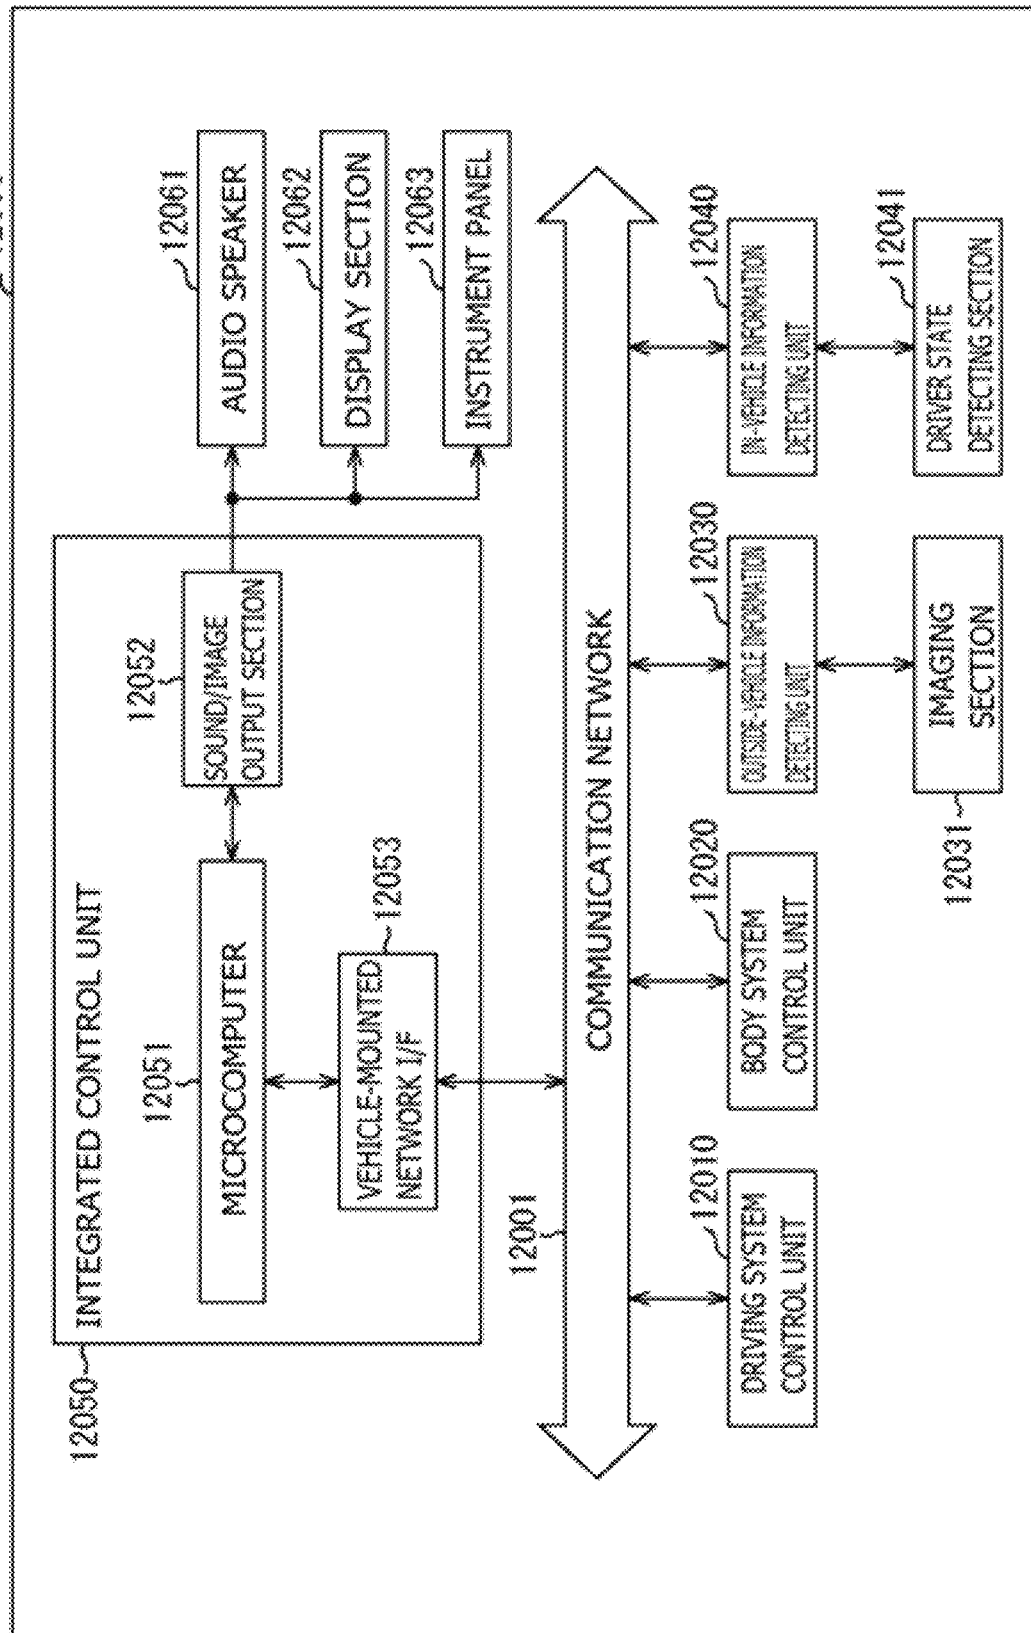 12050
INTEGRATED CONTROL UNIT
12051
MICROCOMPUTER
12052
SOUND/IMAGE
OUTPUT SECTION
12053
VEHICLE-MOUNTED
NETWORK I/F
12061
AUDIO SPEAKER
12062
DISPLAY SECTION
12063
INSTRUMENT PANEL
12001
COMMUNICATION NETWORK
12010
DRIVING SYSTEM
CONTROL UNIT
12020
BODY SYSTEM
CONTROL UNIT
12030
OUTSIDE-VEHICLE INFORMATION
DETECTING UNIT
12040
IN-VEHICLE INFORMATION
DETECTING UNIT
12031
IMAGING
SECTION
12041
DRIVER STATE
DETECTING SECTION